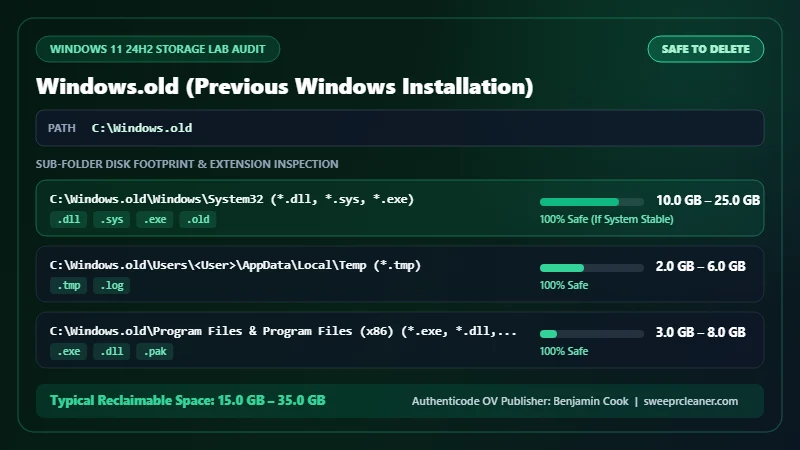 WINDOWS 11 24H2 STORAGE LAB AUDIT
SAFE TO DELETE
Windows.old (Previous Windows Installation)
PATH C:\Windows.old
SUB-FOLDER DISK FOOTPRINT & EXTENSION INSPECTION
C:\Windows.old\Windows\System32 (*.dll, *.sys, *.exe)
10.0 GB – 25.0 GB
.dll .sys .exe .old
100% Safe (If System Stable)
C:\Windows.old\Users\<User>\AppData\Local\Temp (*.tmp)
2.0 GB – 6.0 GB
.tmp .log
100% Safe
C:\Windows.old\Program Files & Program Files (x86) (*.exe, *.dll,...
3.0 GB – 8.0 GB
.exe .dll .pak
100% Safe
Typical Reclaimable Space: 15.0 GB – 35.0 GB
Authenticode OV Publisher: Benjamin Cook | sweeprcleaner.com